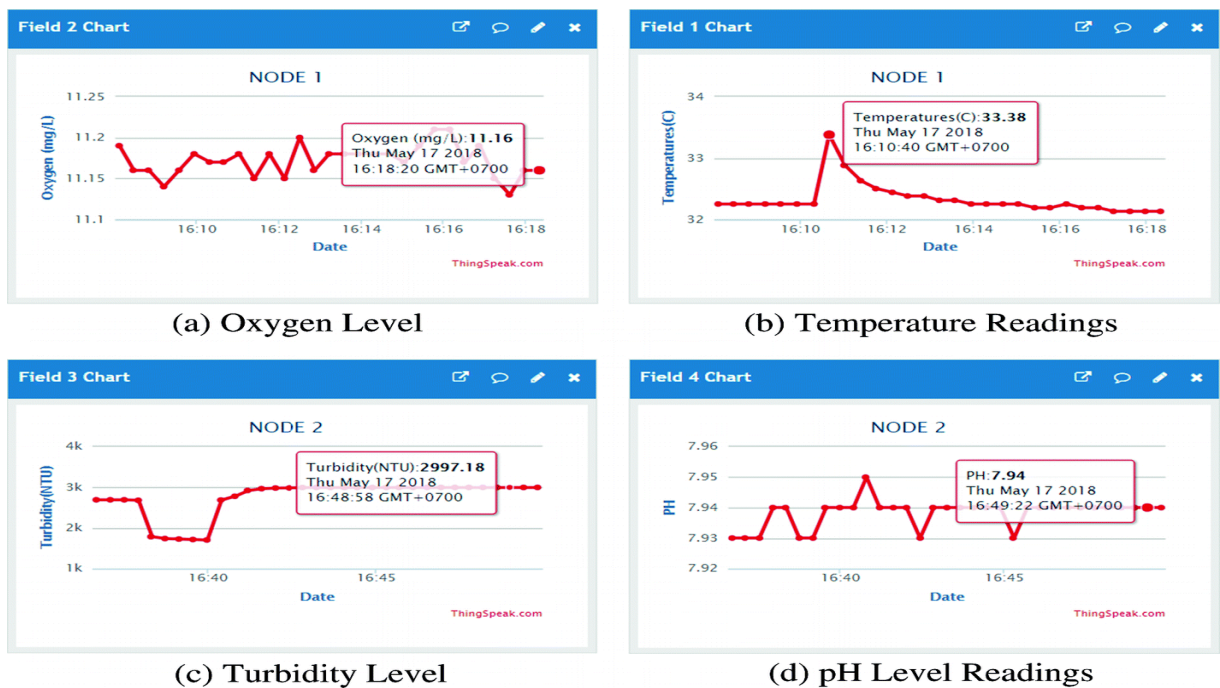 Field 2 Chart
NODE 1
Oxygen (mg/L)
11.25
11.2
11.15
11.1
Oxygen (mg/L):11.16
Thu May 17 2018
16:18:20 GMT+0700
16:10 16:12 16:14 16:16 16:18
Date
ThingSpeak.com
(a) Oxygen Level
Field 1 Chart
NODE 1
Temperatures(C)
34
33
32
Temperatures(C):33.38
Thu May 17 2018
16:10:40 GMT+0700
16:10 16:12 16:14 16:16 16:18
Date
ThingSpeak.com
(b) Temperature Readings
Field 3 Chart
NODE 2
Turbidity(NTU)
4k
3k
2k
1k
Turbidity(NTU):2997.18
Thu May 17 2018
16:48:58 GMT+0700
16:40 16:45
Date
ThingSpeak.com
(c) Turbidity Level
Field 4 Chart
NODE 2
PH
7.96
7.95
7.94
7.93
7.92
PH:7.94
Thu May 17 2018
16:49:22 GMT+0700
16:40 16:45
Date
ThingSpeak.com
(d) pH Level Readings